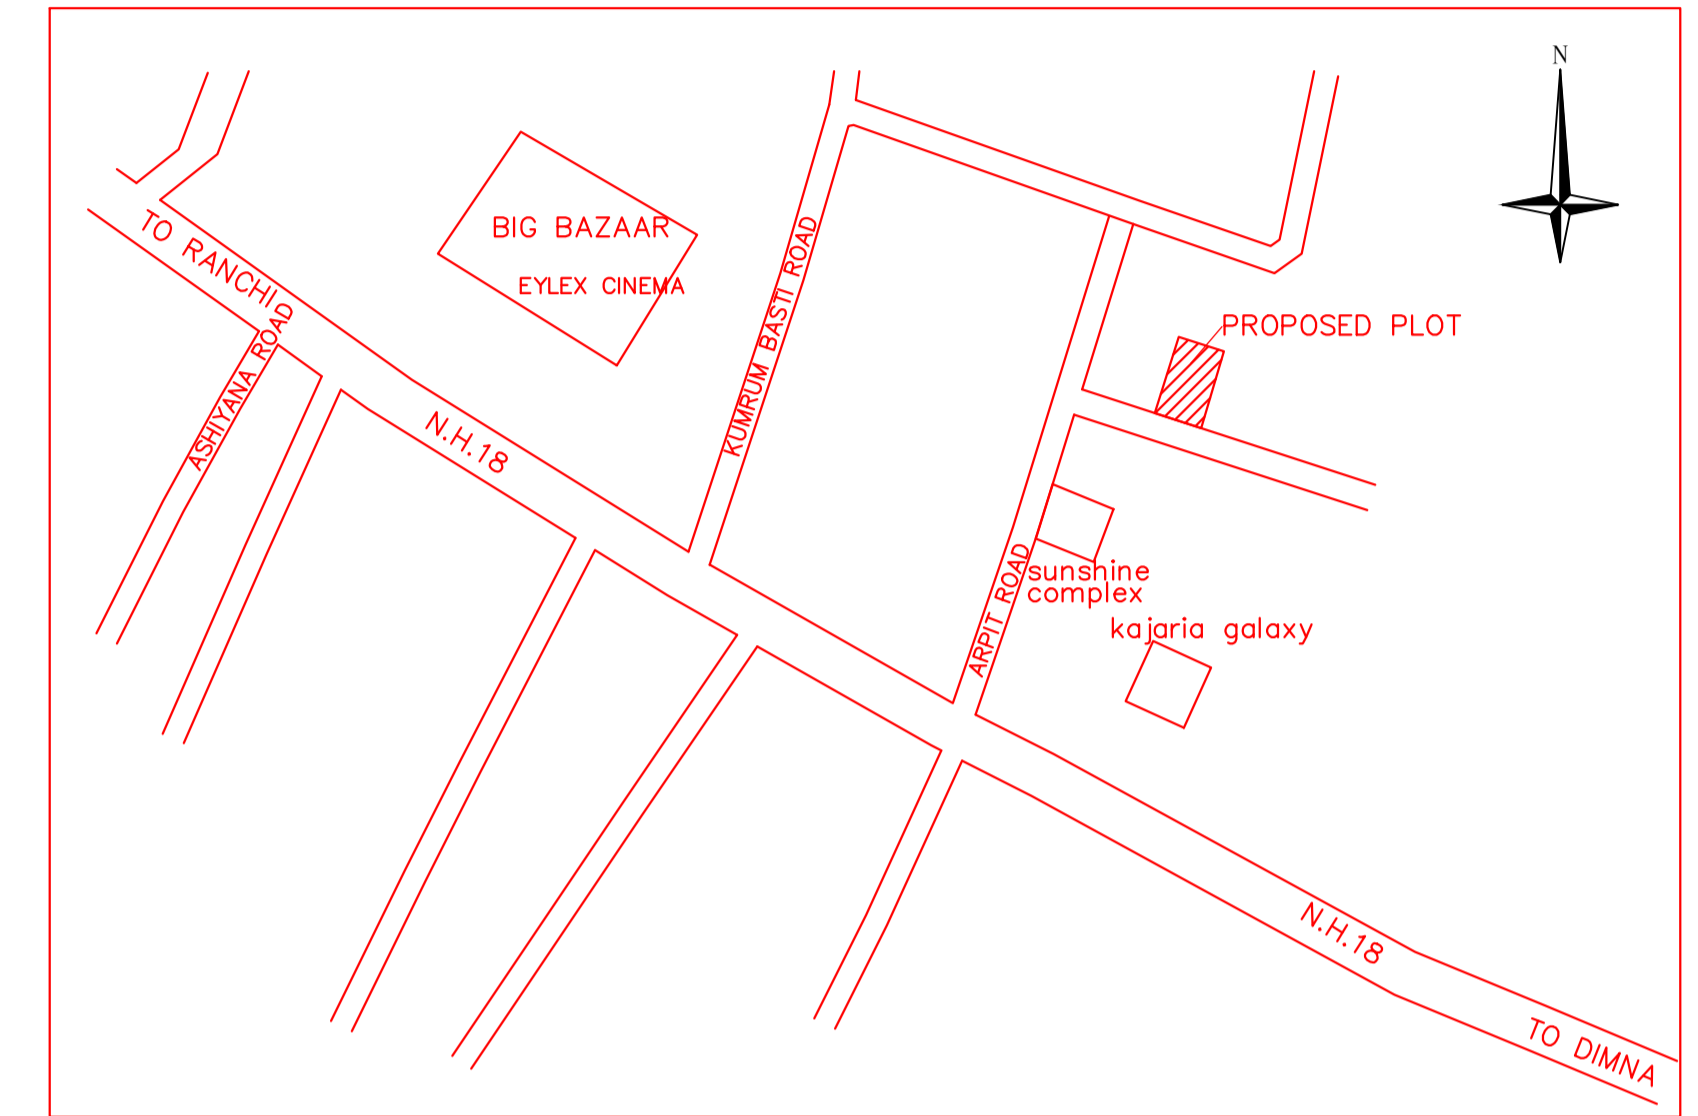 N
BIG BAZAAR
EYLEX CINEMA
TO RANCHI
ASHIYANA ROAD
N.H.18
KUMRUM BASTI ROAD
PROPOSED PLOT
ARPIT ROAD
sunshine
complex
kajaria galaxy
N.H.18
TO DIMNA